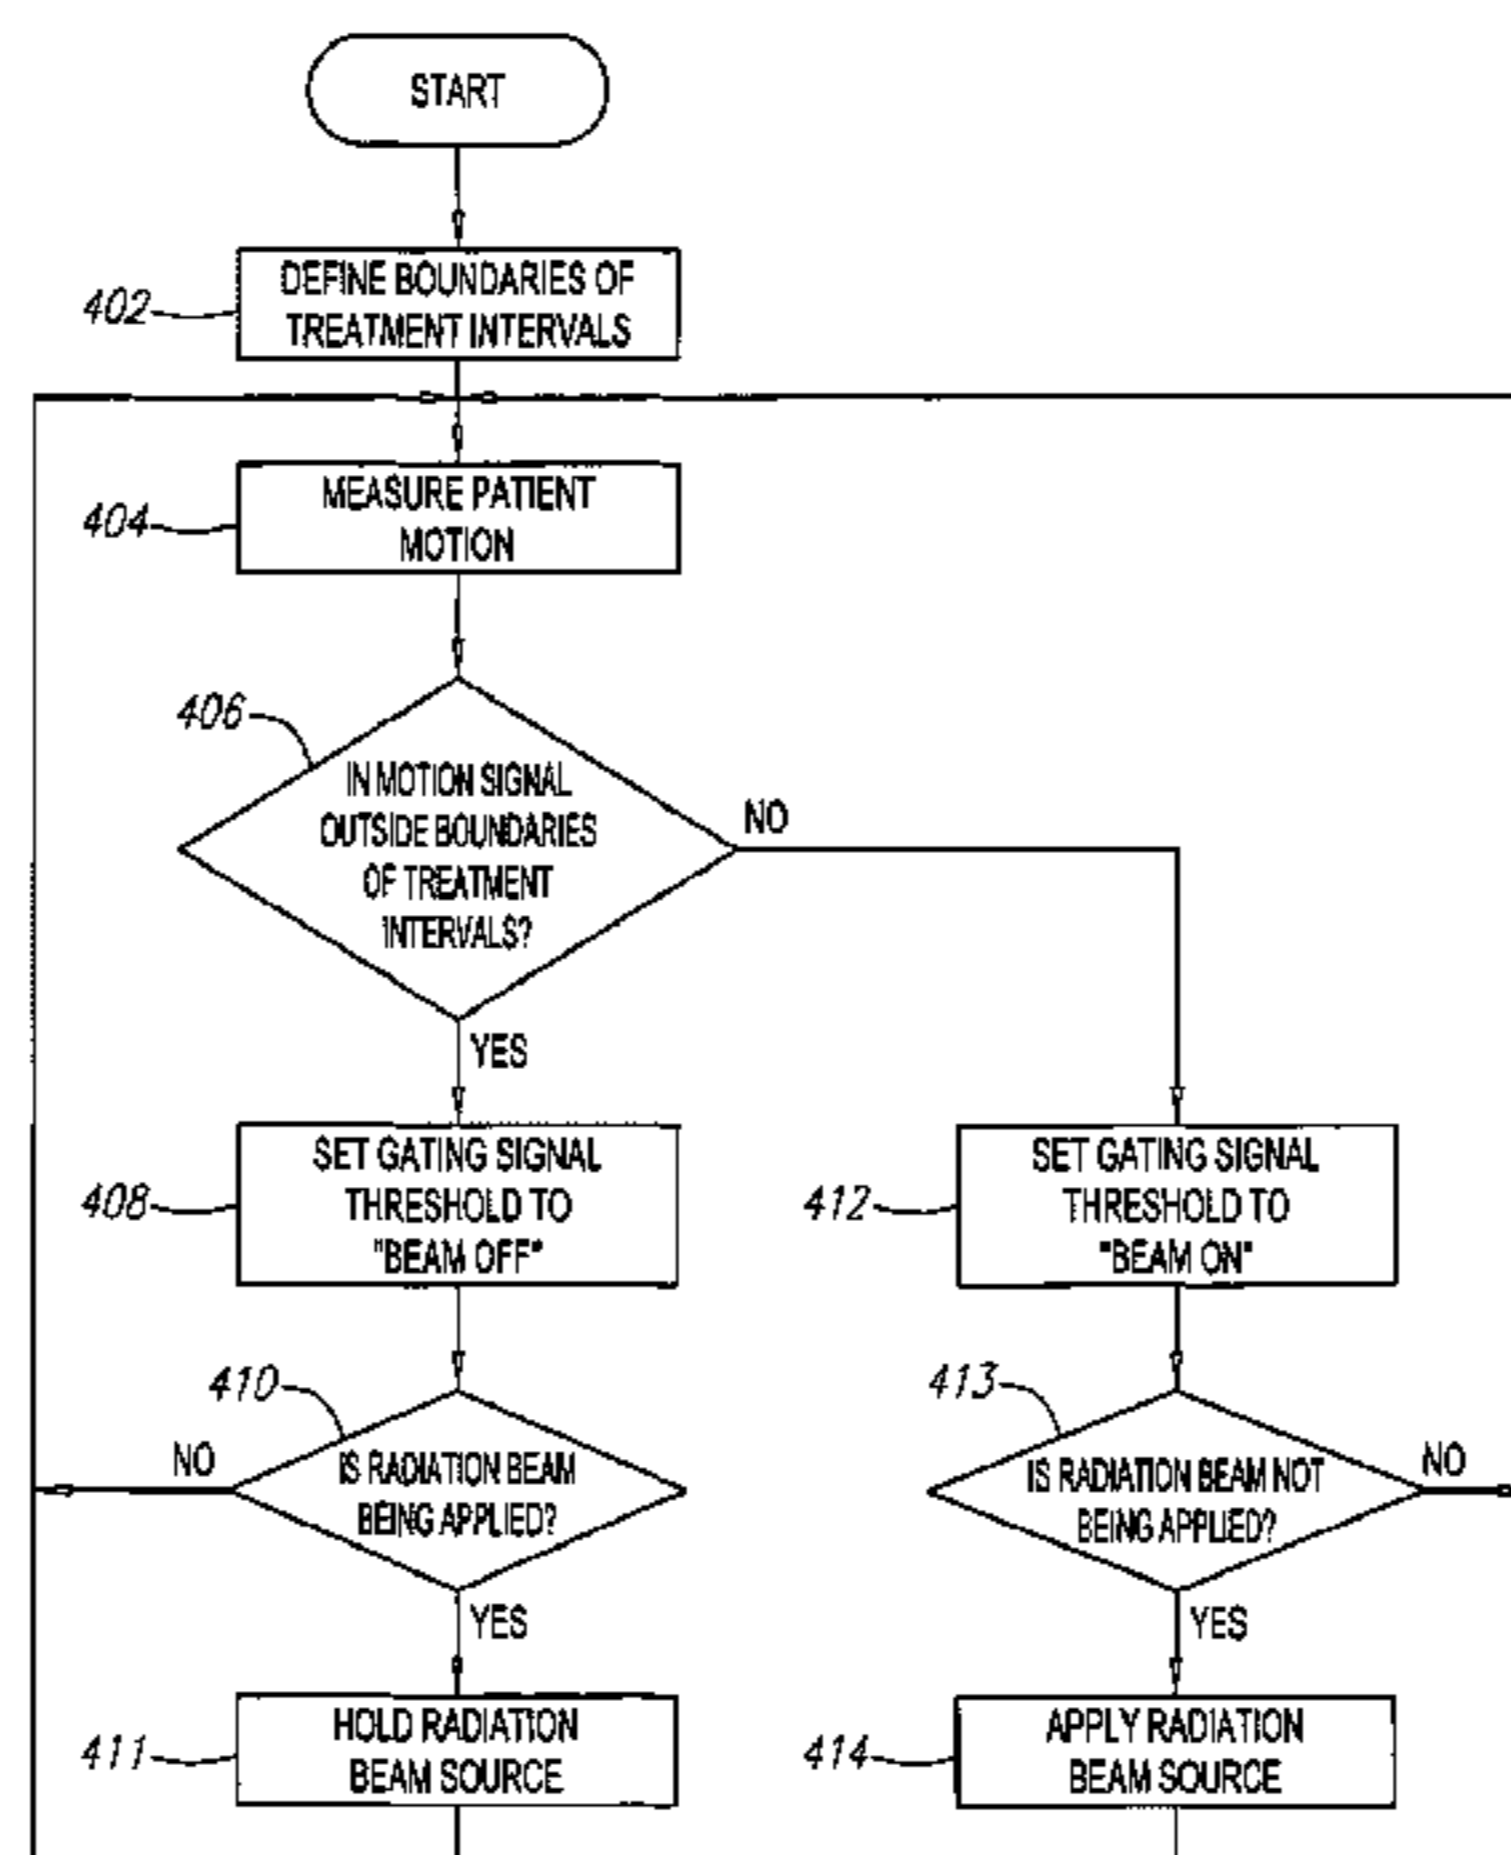 START
402
DEFINE BOUNDARIES OF
TREATMENT INTERVALS
404
MEASURE PATIENT
MOTION
406
IN MOTION SIGNAL
OUTSIDE BOUNDARIES
OF TREATMENT
INTERVALS?
NO
YES
408
SET GATING SIGNAL
THRESHOLD TO
"BEAM OFF"
412
SET GATING SIGNAL
THRESHOLD TO
"BEAM ON"
410
IS RADIATION BEAM
BEING APPLIED?
NO
YES
413
IS RADIATION BEAM NOT
BEING APPLIED?
NO
YES
411
HOLD RADIATION
BEAM SOURCE
414
APPLY RADIATION
BEAM SOURCE